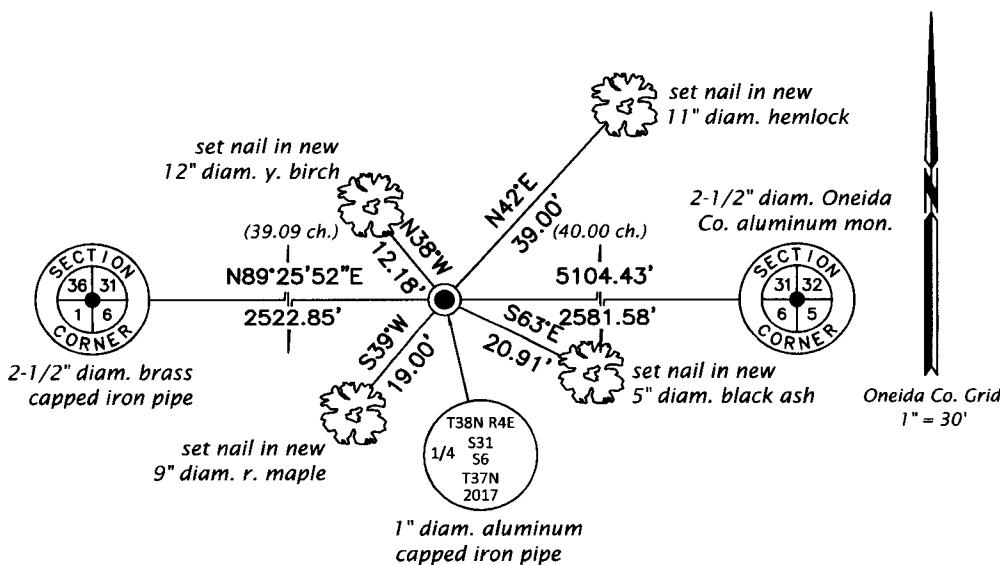 set nail in new
11" diam. hemlock
set nail in new
12" diam. y. birch
N42°E
39.00'
2-1/2" diam. Oneida
Co. aluminum mon.
N
(39.09 ch.)
N38°W
12.18'
(40.00 ch.)
SECTION
36 31
1 6
CORNER
N89°25'52"E
2522.85'
5104.43'
2581.58'
SECTION
31 32
6 5
CORNER
S39°W
19.00'
S63°E
20.91'
2-1/2" diam. brass
capped iron pipe
set nail in new
5" diam. black ash
Oneida Co. Grid
1" = 30'
set nail in new
9" diam. r. maple
T38N R4E
S31
1/4
S6
T37N
2017
1" diam. aluminum
capped iron pipe